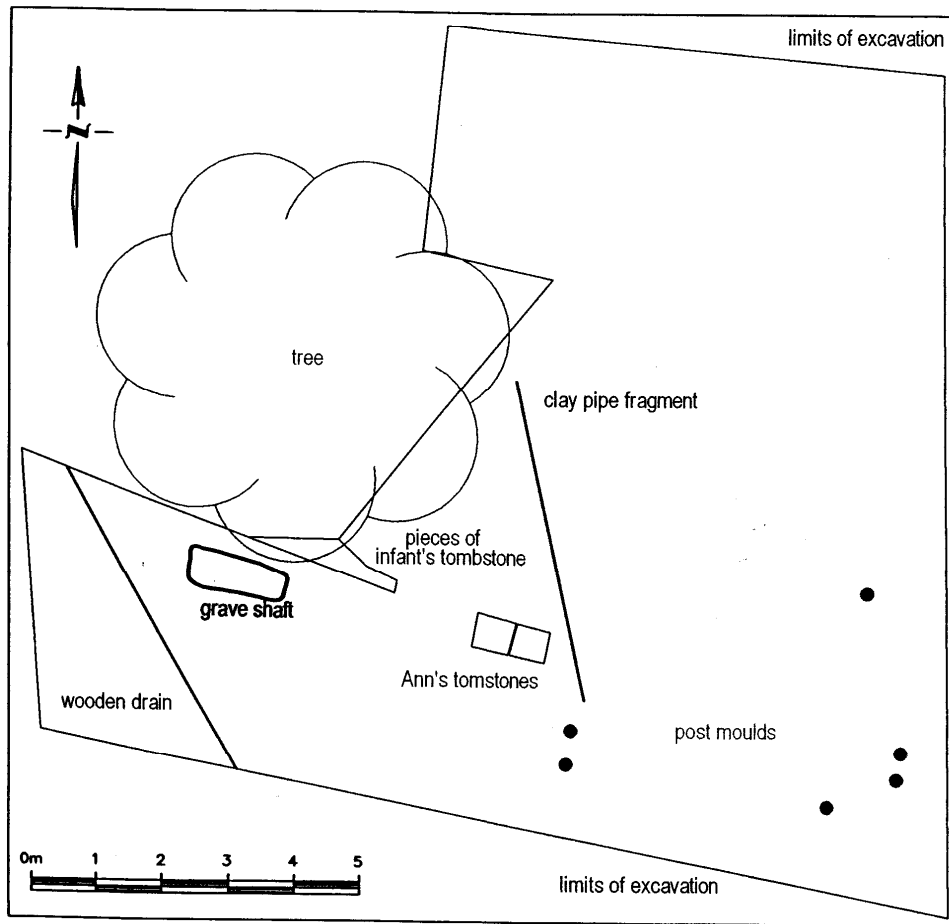 limits of excavation
N
tree
clay pipe fragment
pieces of
infant's tombstone
grave shaft
Ann's tomstones
wooden drain
post moulds
0m 1 2 3 4 5
limits of excavation